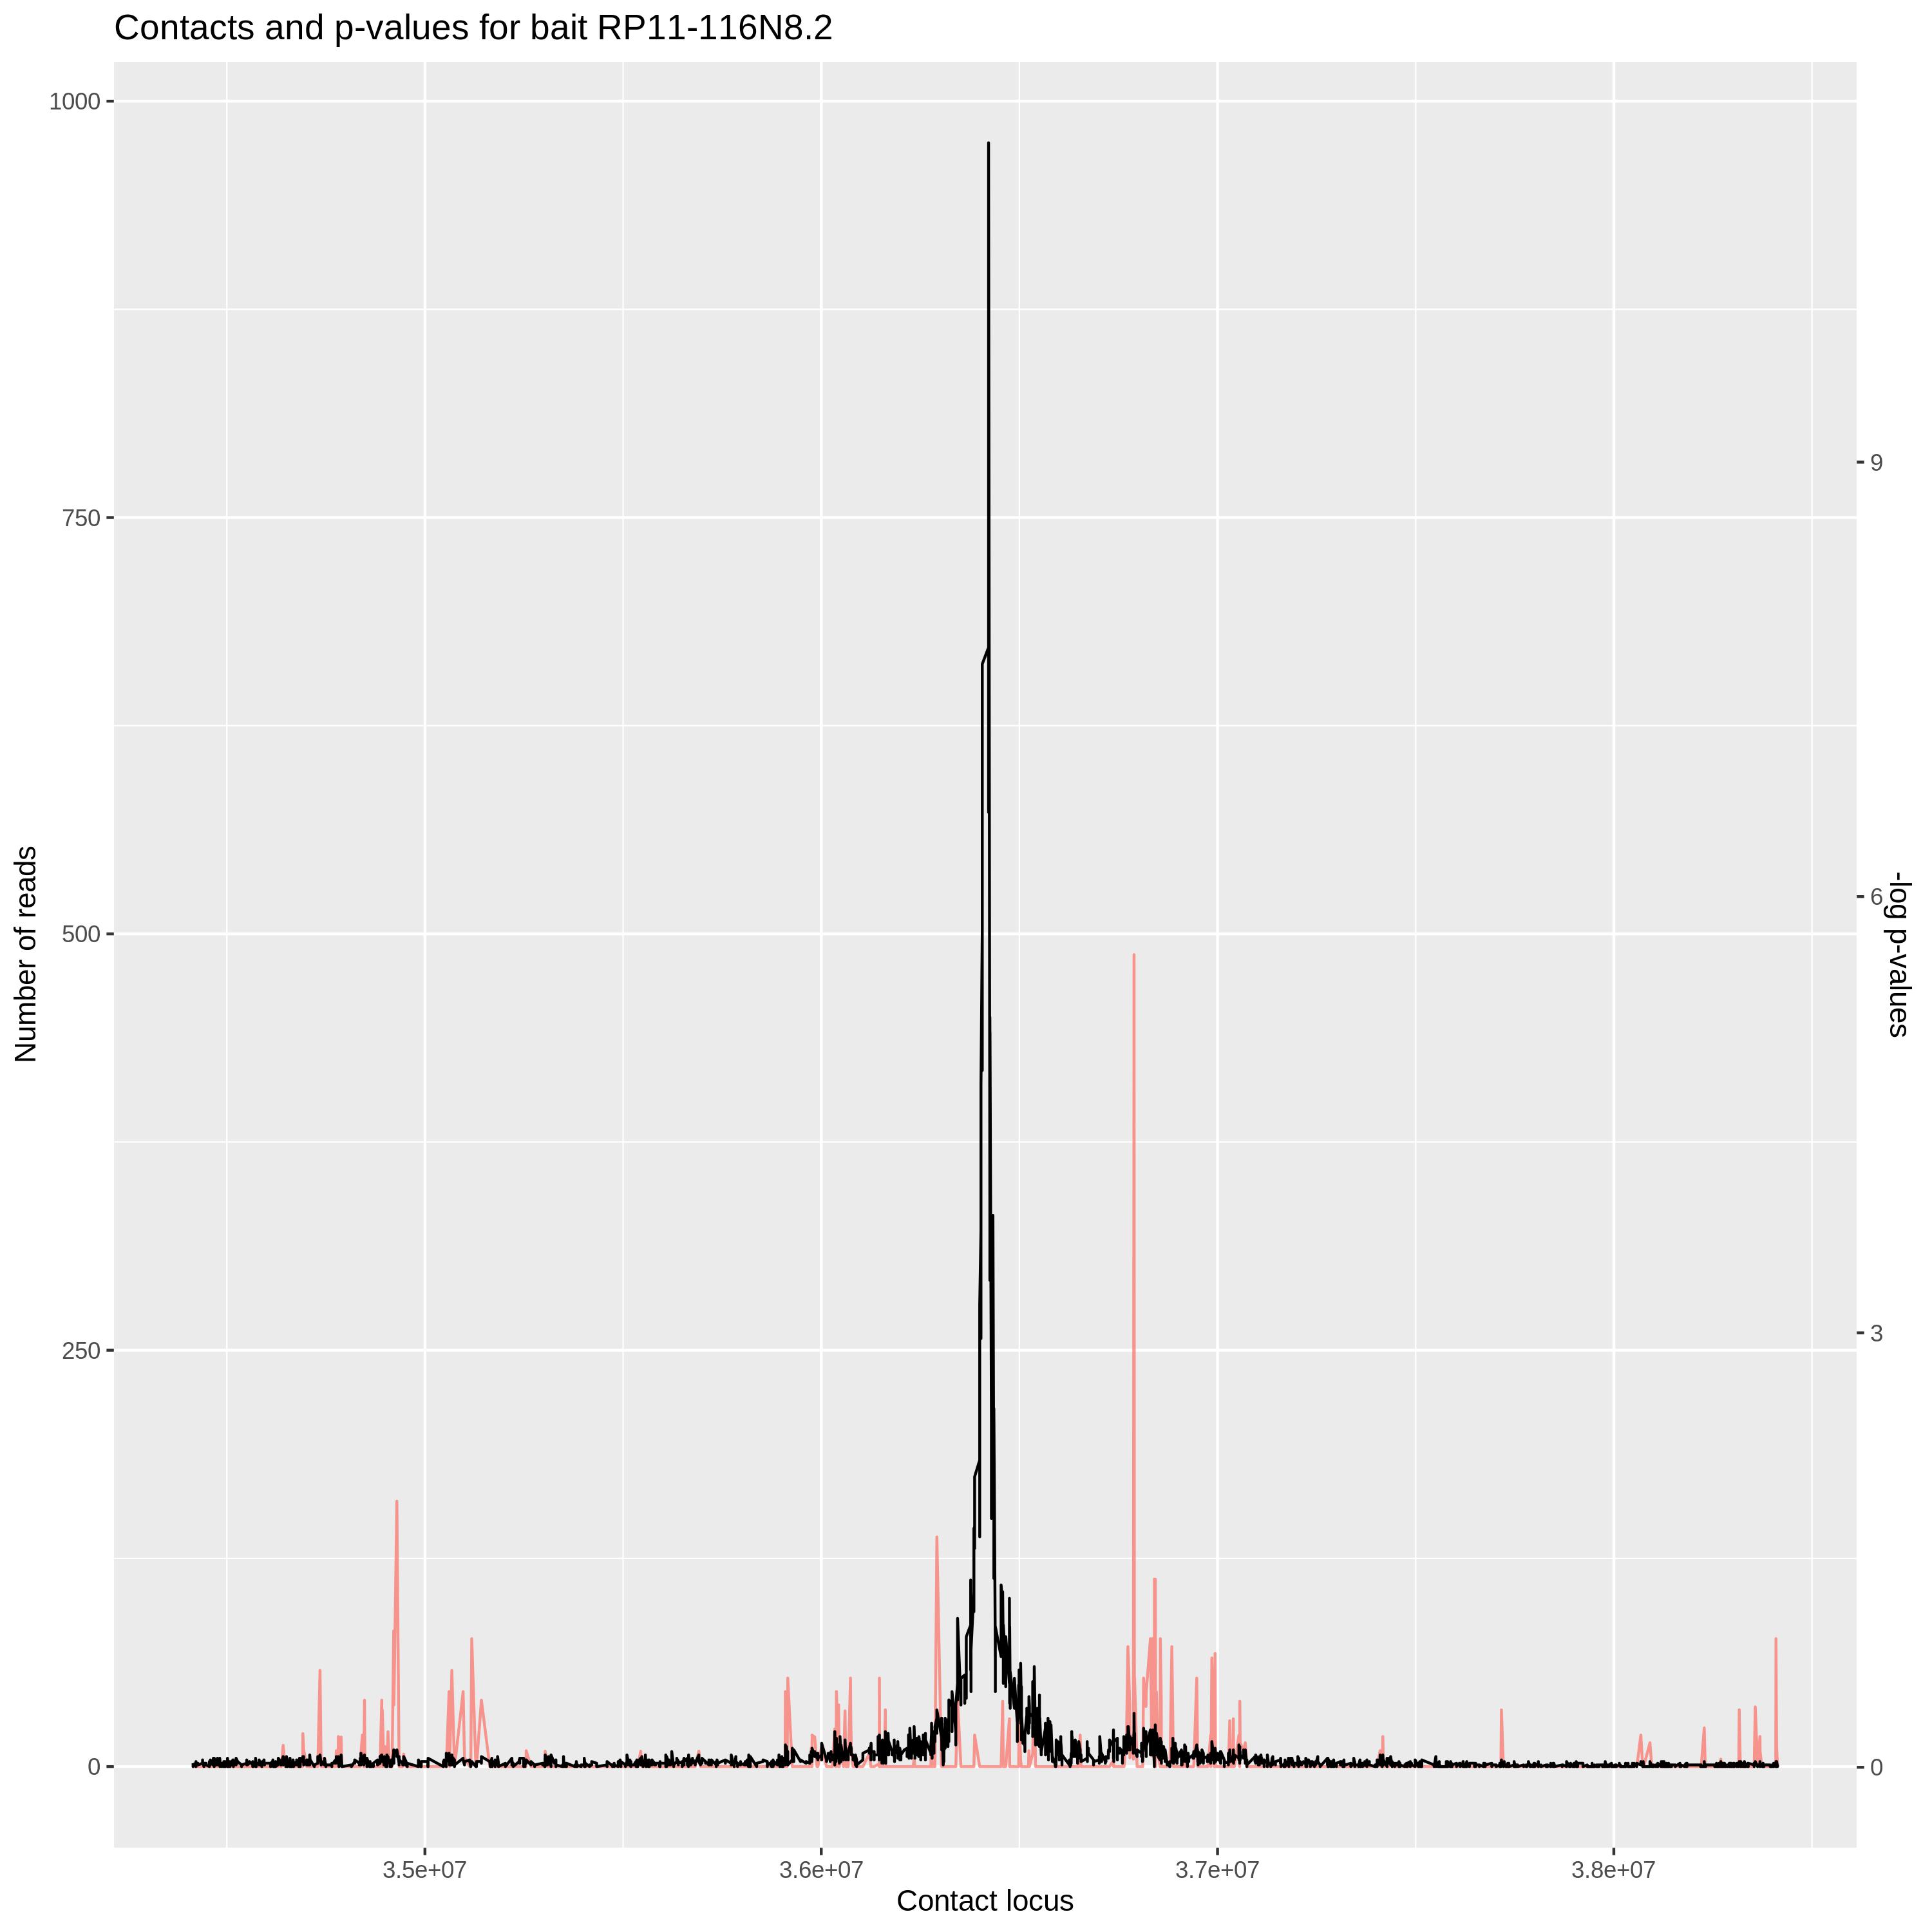 Contacts and p-values for bait RP11-116N8.2
1000
750
500
250
0
Number of reads
9
6
3
0
-log p-values
3.5e+07
3.6e+07
3.7e+07
3.8e+07
Contact locus